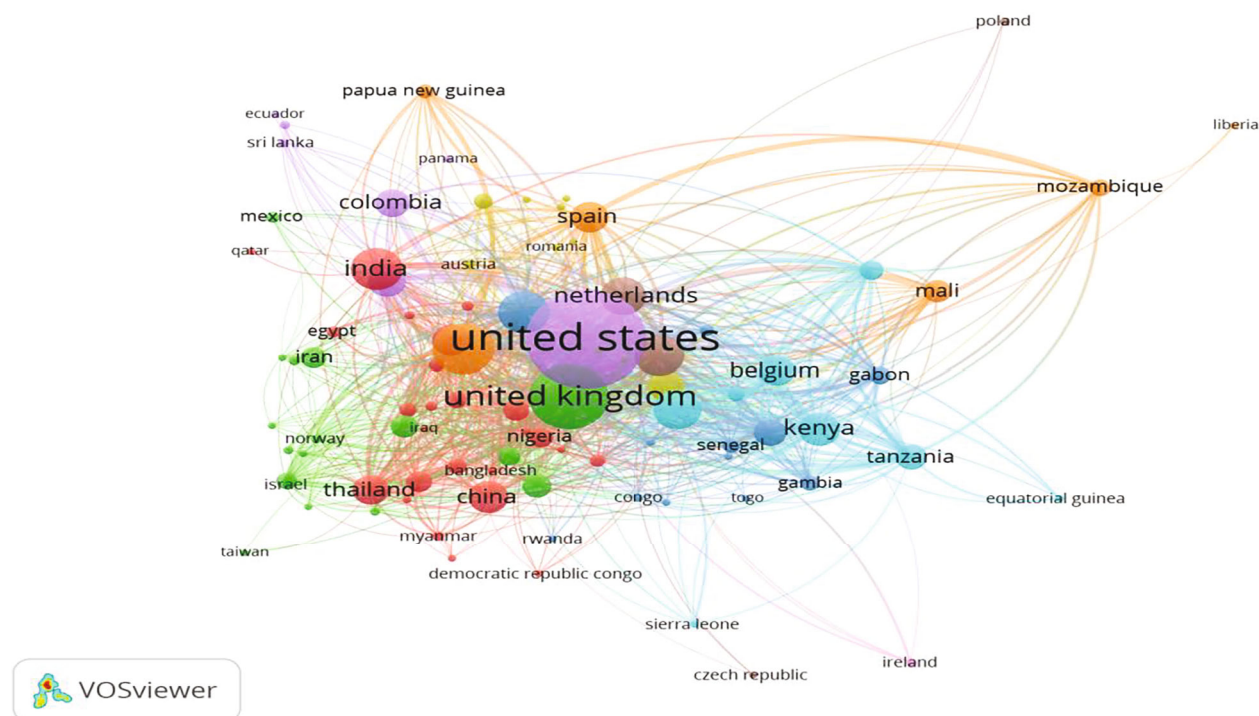 poland
papua new guinea
ecuador
liberia
sri lanka
panama
mozambique
colombia
mexico
spain
qatar
romania
austria
india
netherlands
mali
egypt
united states
iran
belgium
gabon
united kingdom
iraq
kenya
norway
nigeria
senegal
tanzania
bangladesh
israel
thailand
gambia
china
congo
togo
equatorial guinea
myanmar
rwanda
taiwan
democratic republic congo
sierra leone
ireland
czech republic
VOSviewer